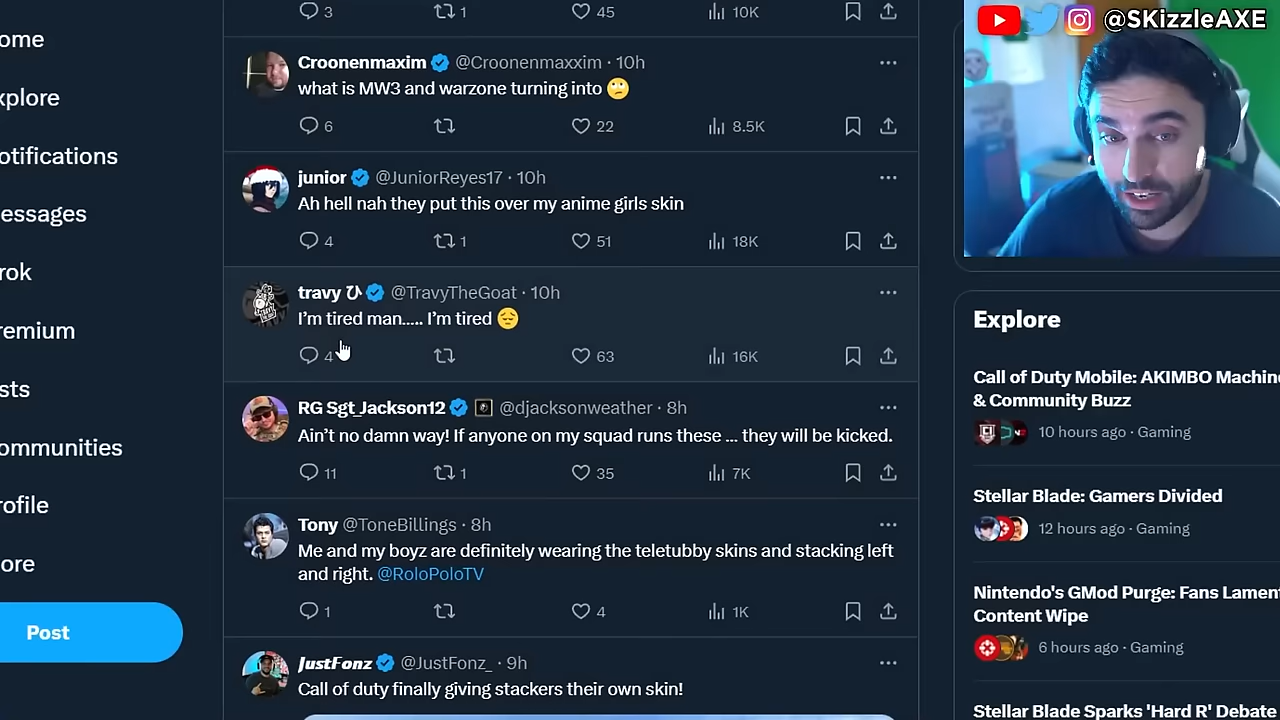 3 1 45 10K
@SKizzleAXE
ome
xplore
otifications
essages
rok
remium
sts
ommunities
rofile
ore
Post
Croonenmaxim @Croonenmaxxim · 10h
what is MW3 and warzone turning into 🙄
6 22 8.5K
junior @JuniorReyes17 · 10h
Ah hell nah they put this over my anime girls skin
4 1 51 18K
travy ひ @TravyTheGoat · 10h
I'm tired man..... I'm tired 😔
4 63 16K
RG Sgt_Jackson12 @djacksonweather · 8h
Ain't no damn way! If anyone on my squad runs these ... they will be kicked.
11 1 35 7K
Tony @ToneBillings · 8h
Me and my boyz are definitely wearing the teletubby skins and stacking left
and right. @RoloPoloTV
1 4 1K
JustFonz @JustFonz_ · 9h
Call of duty finally giving stackers their own skin!
Explore
Call of Duty Mobile: AKIMBO Machine
& Community Buzz
10 hours ago · Gaming
Stellar Blade: Gamers Divided
12 hours ago · Gaming
Nintendo's GMod Purge: Fans Lament
Content Wipe
6 hours ago · Gaming
Stellar Blade Sparks 'Hard R' Debate